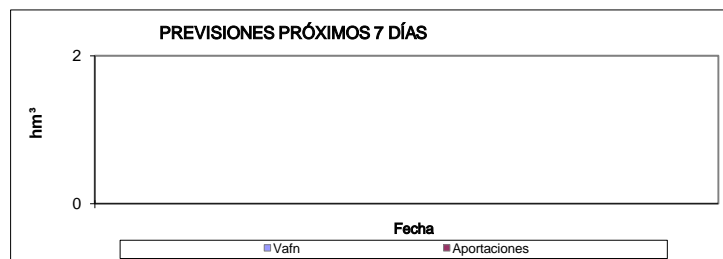 PREVISIONES PRÓXIMOS 7 DÍAS
2
hm³
0
Fecha
Vafn Aportaciones